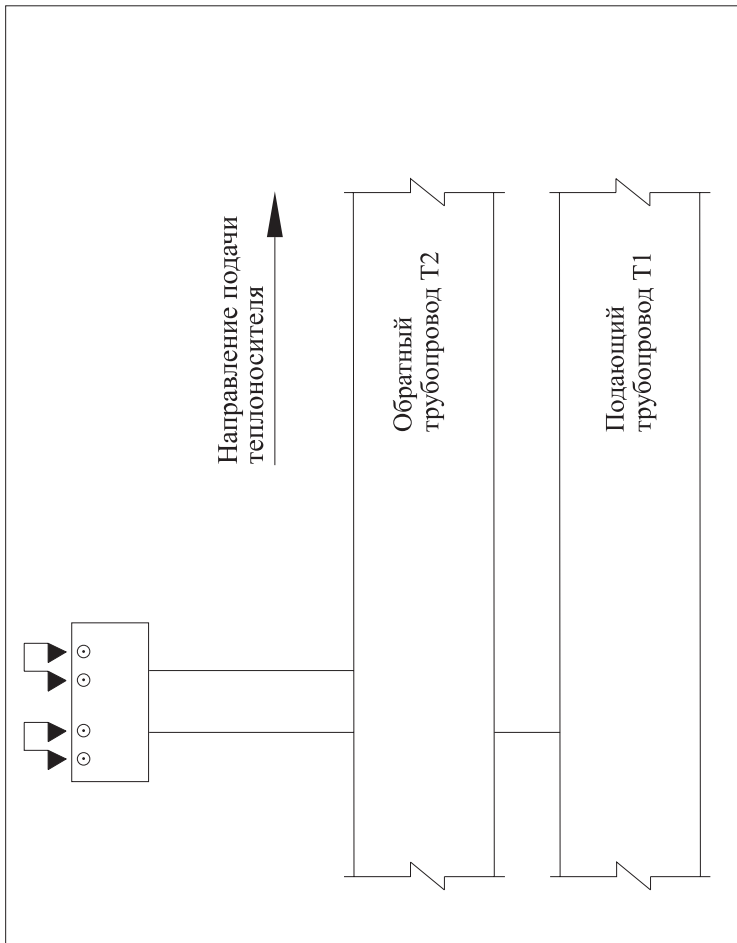 Направление подачи
теплоносителя
Обратный
трубопровод Т2
Подающий
трубопровод Т1